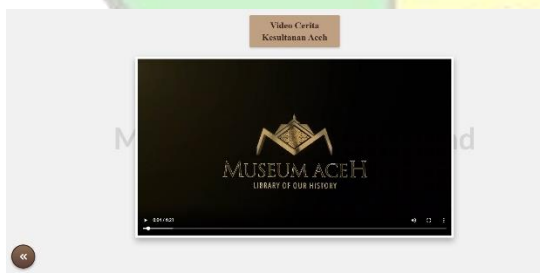 Video Cerita
Kesultanan Aceh
MUSEUM ACEH
LIBRARY OF OUR HISTORY